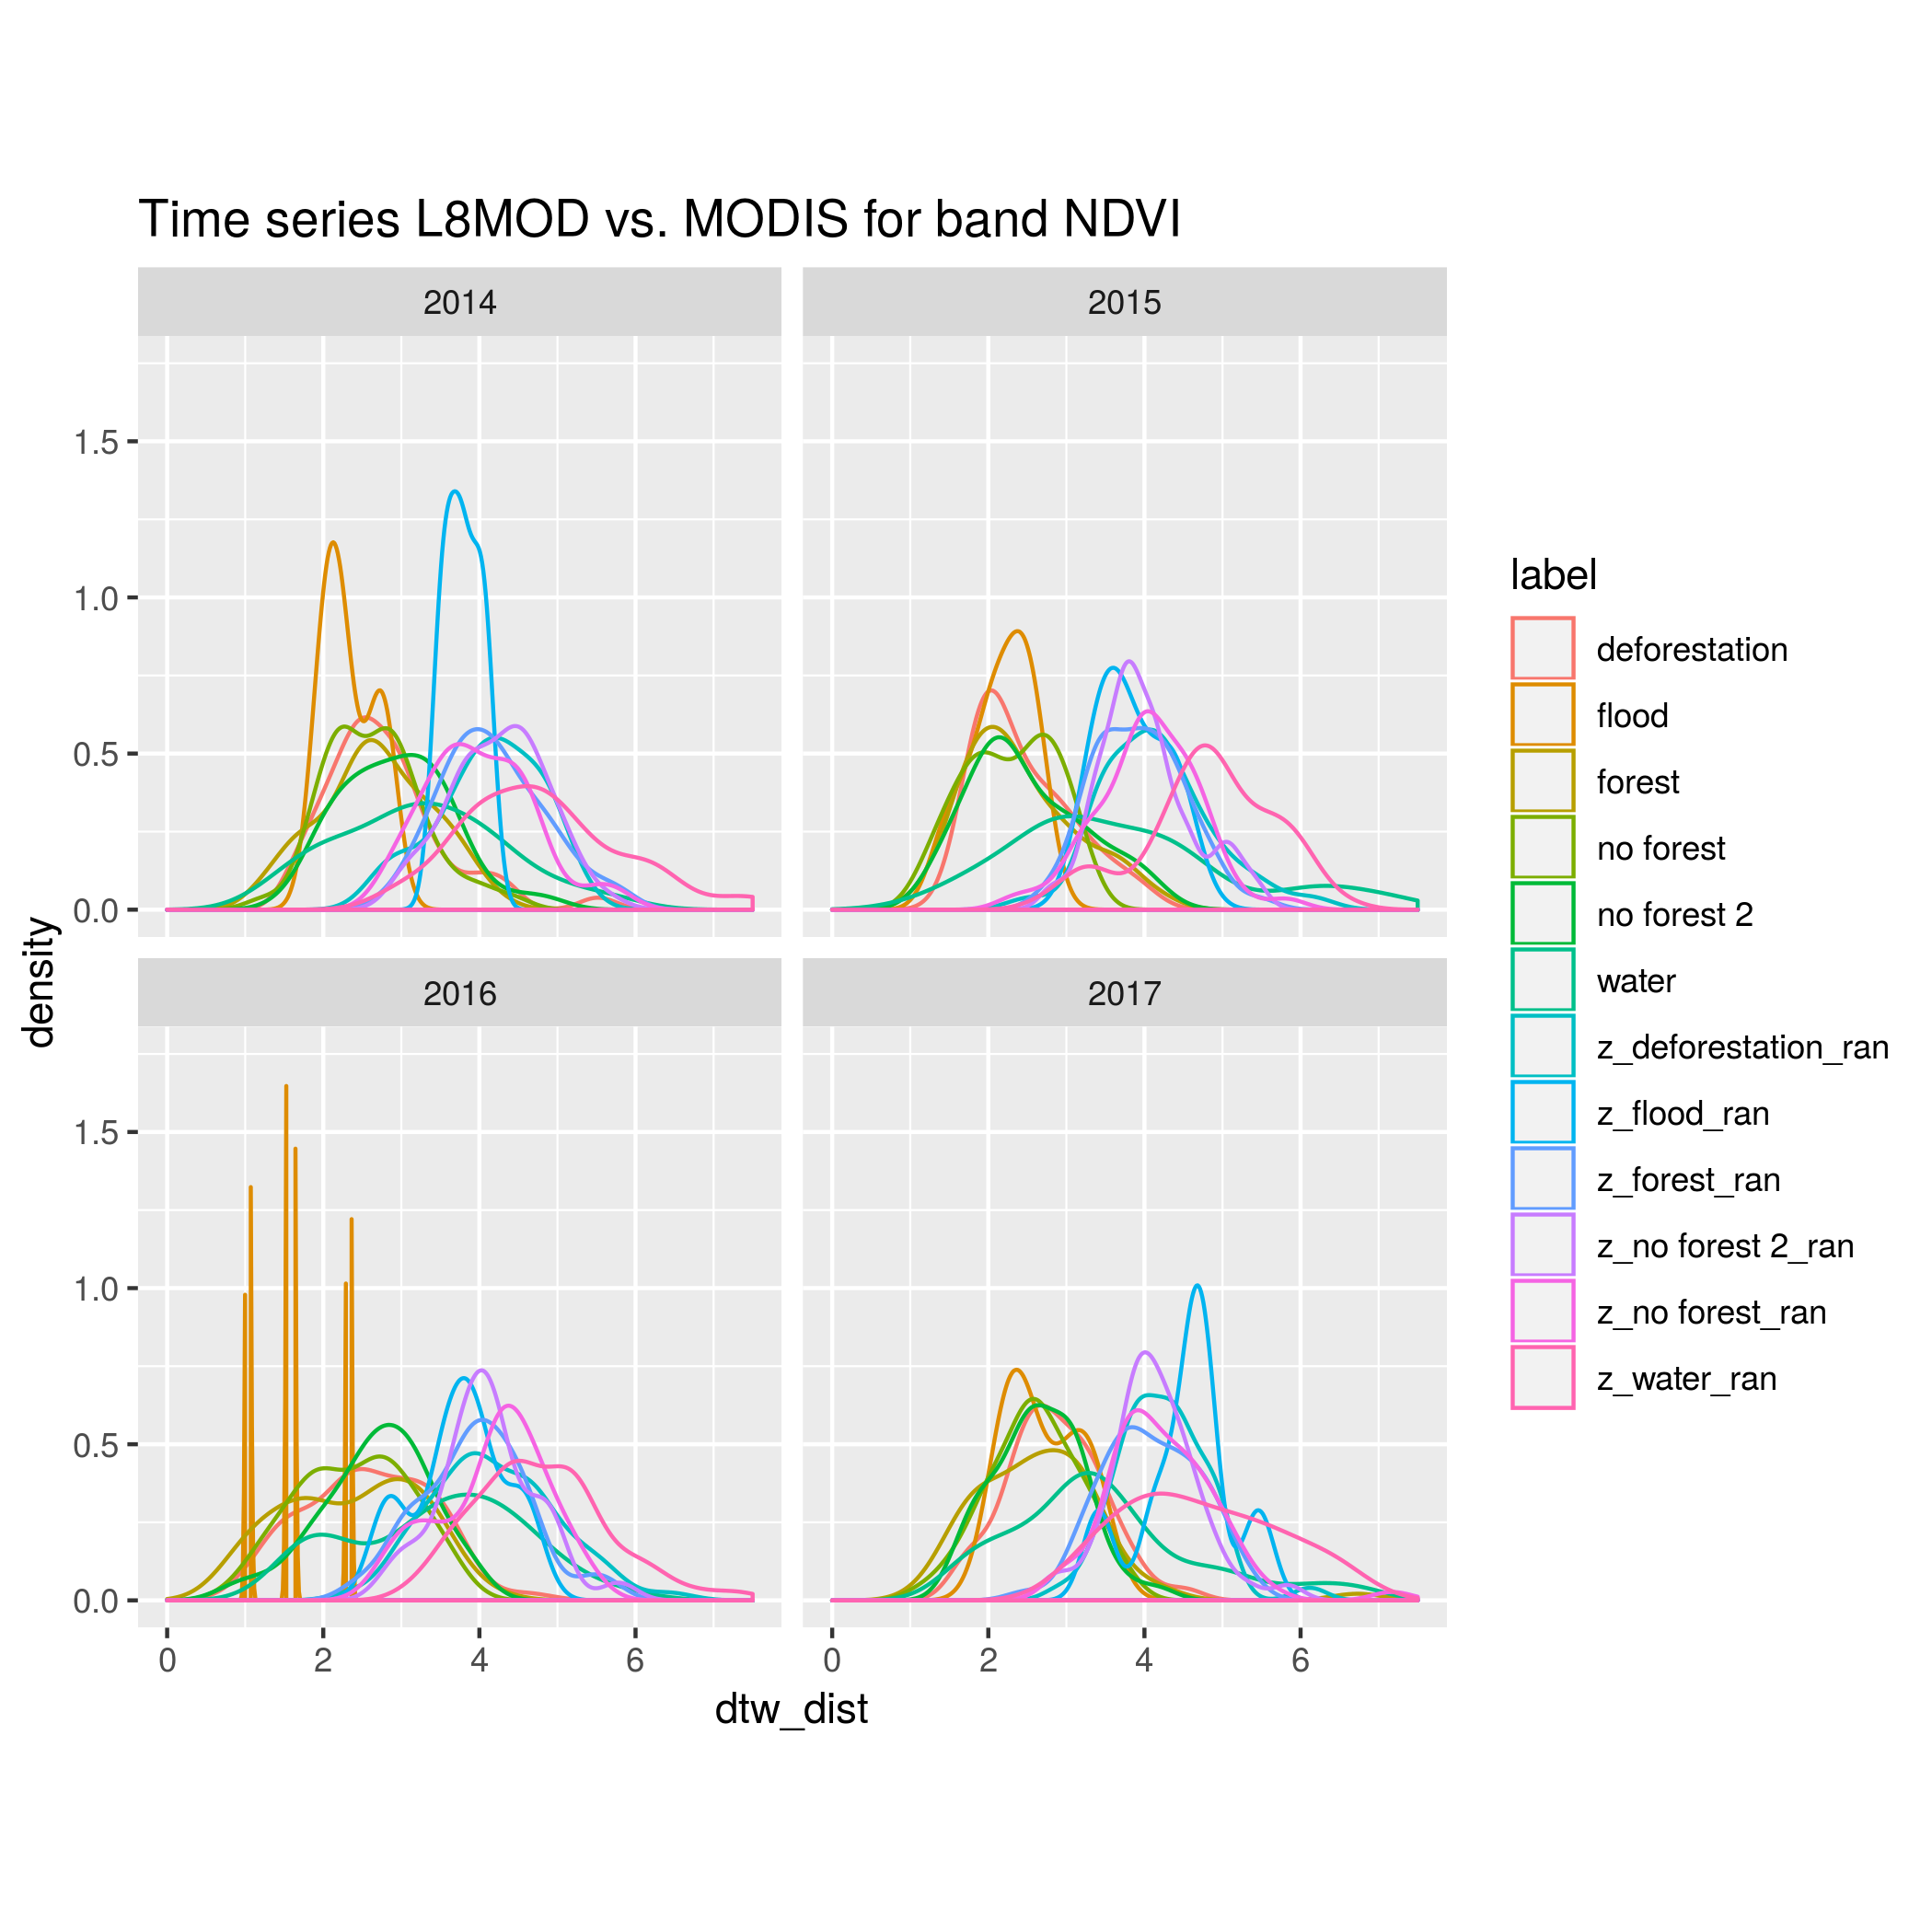 Time series L8MOD vs. MODIS for band NDVI
2014
2015
1.5
1.0
0.5
0.0
2016
2017
1.5
1.0
0.5
0.0
0 2 4 6
0 2 4 6
dtw_dist
density
label
deforestation
flood
forest
no forest
no forest 2
water
z_deforestation_ran
z_flood_ran
z_forest_ran
z_no forest 2_ran
z_no forest_ran
z_water_ran